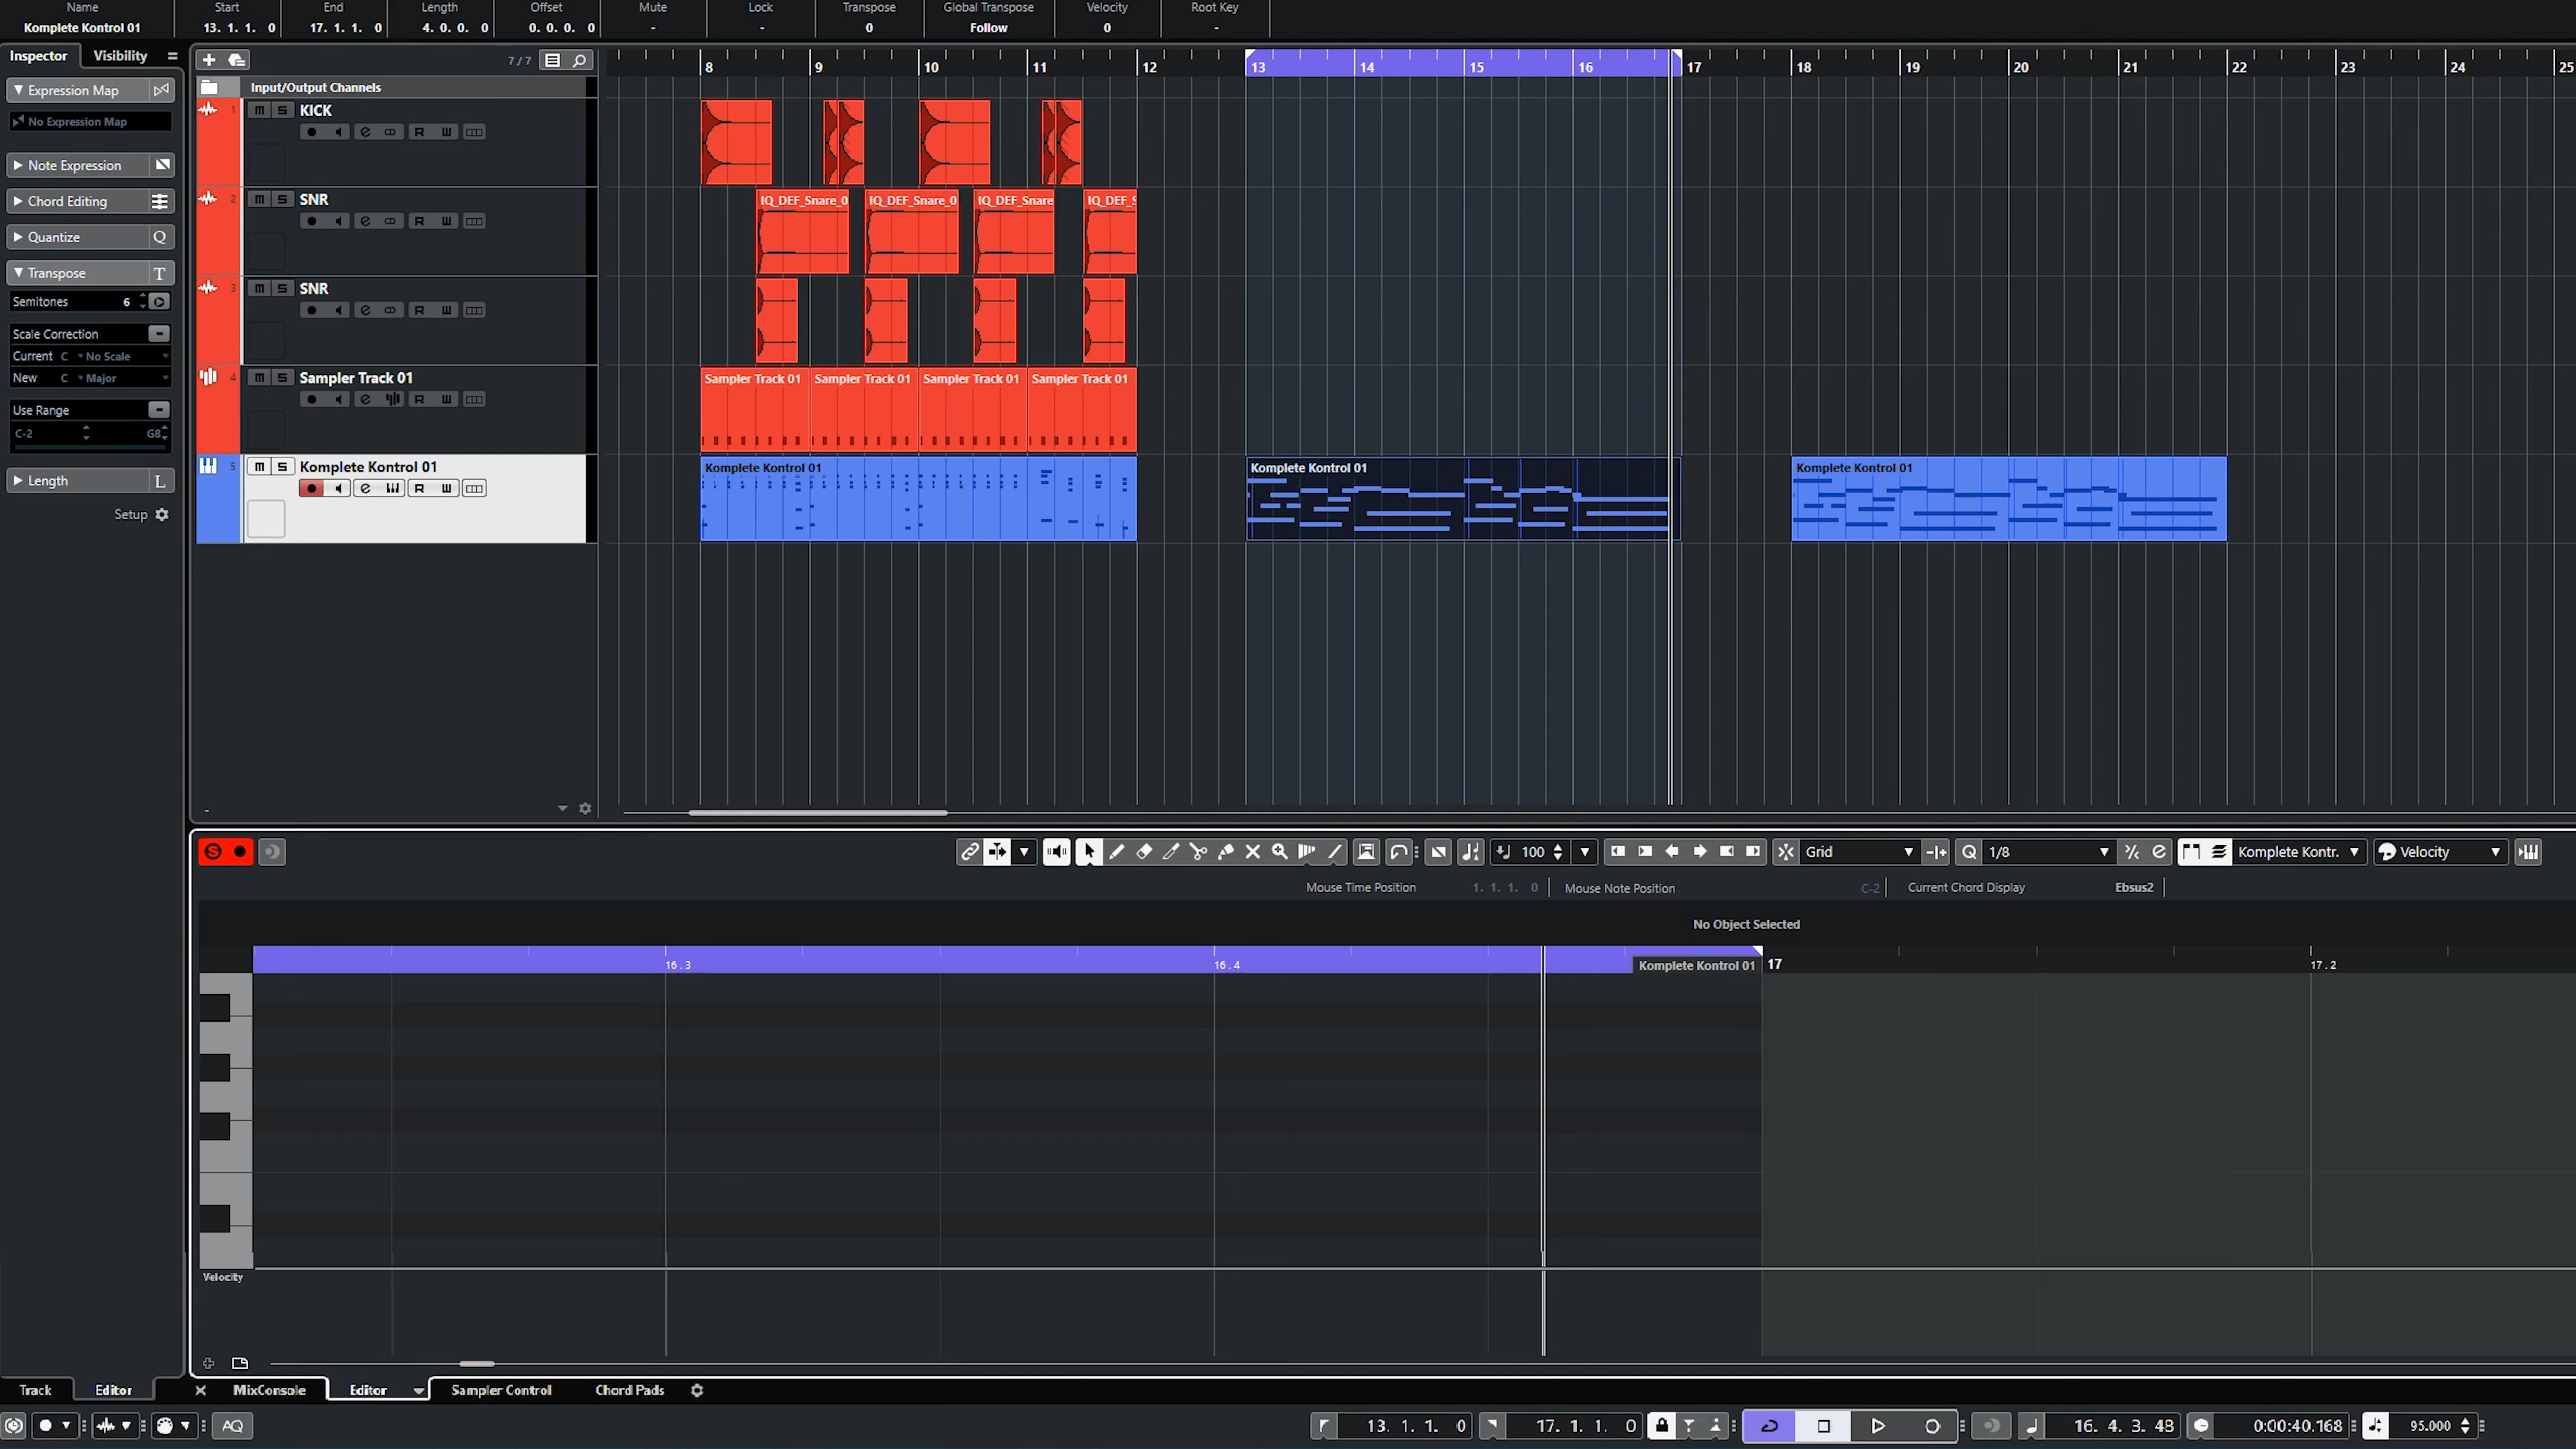 Name Start End Length Offset Mute Lock Transpose Global Transpose Velocity Root Key
Komplete Kontrol 01 13. 1. 1. 0 17. 1. 1. 0 4. 0. 0. 0 0. 0. 0. 0 - - 0 Follow 0 -
Inspector Visibility 7 / 7
8 9 10 11 12 13 14 15 16 17 18 19 20 21 22 23 24 25
Expression Map
No Expression Map
Note Expression
Chord Editing
Quantize Q
Transpose T
Semitones 6
Scale Correction
Current C No Scale
New C Major
Use Range
C-2 G8
Length L
Setup
Input/Output Channels
1 m S KICK
e R W
2 m S SNR
e R W
IQ_DEF_Snare_0 IQ_DEF_Snare_0 IQ_DEF_Snare IQ_DEF_S
3 m S SNR
e R W
4 m S Sampler Track 01
e R W
Sampler Track 01 Sampler Track 01 Sampler Track 01 Sampler Track 01
5 m S Komplete Kontrol 01
e R W
Komplete Kontrol 01 Komplete Kontrol 01 Komplete Kontrol 01
-
S 100 Grid Q 1/8 e Komplete Kontr. Velocity
Mouse Time Position 1. 1. 1. 0 Mouse Note Position C-2 Current Chord Display Ebsus2
No Object Selected
16.3 16.4 Komplete Kontrol 01 17 17.2
Velocity
Track Editor MixConsole Editor Sampler Control Chord Pads
AQ 13. 1. 1. 0 17. 1. 1. 0 16. 4. 3. 48 0:00:40.168 95.000